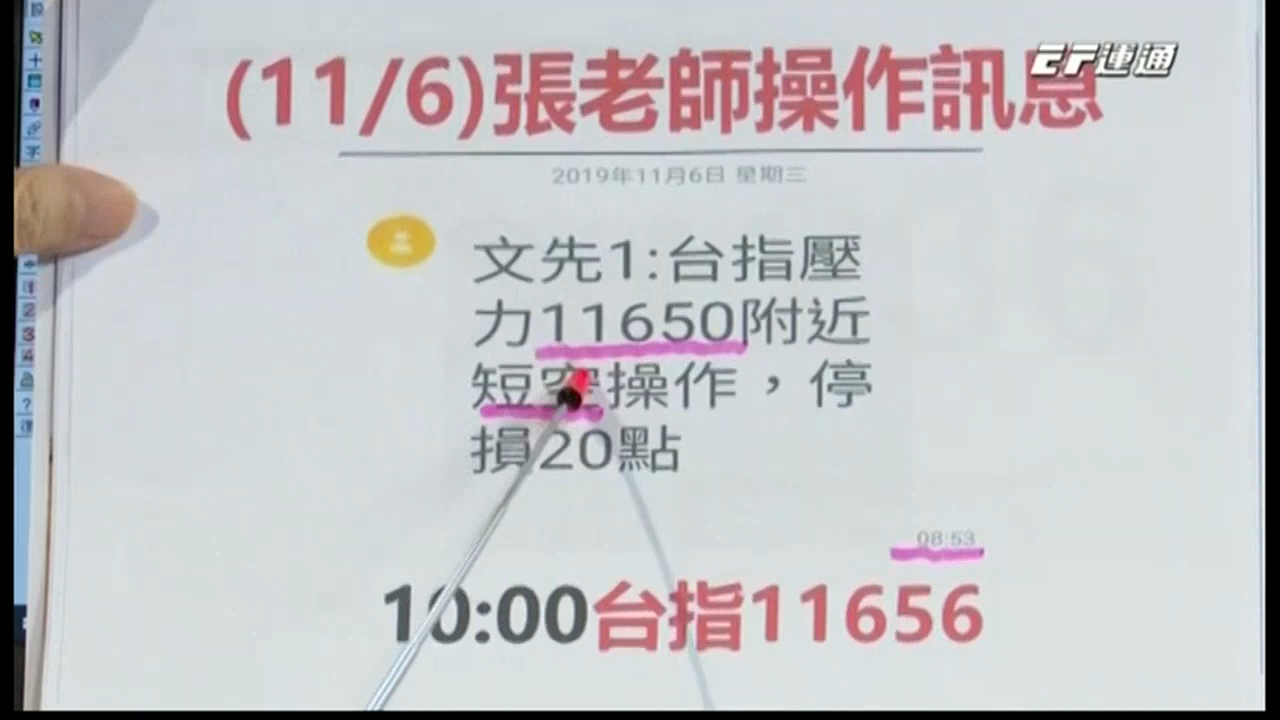 EF運通
(11/6)張老師操作訊息
2019年11月6日 星期三
文先1:台指壓
力11650附近
短空操作，停
損20點
08:53
10:00台指11656